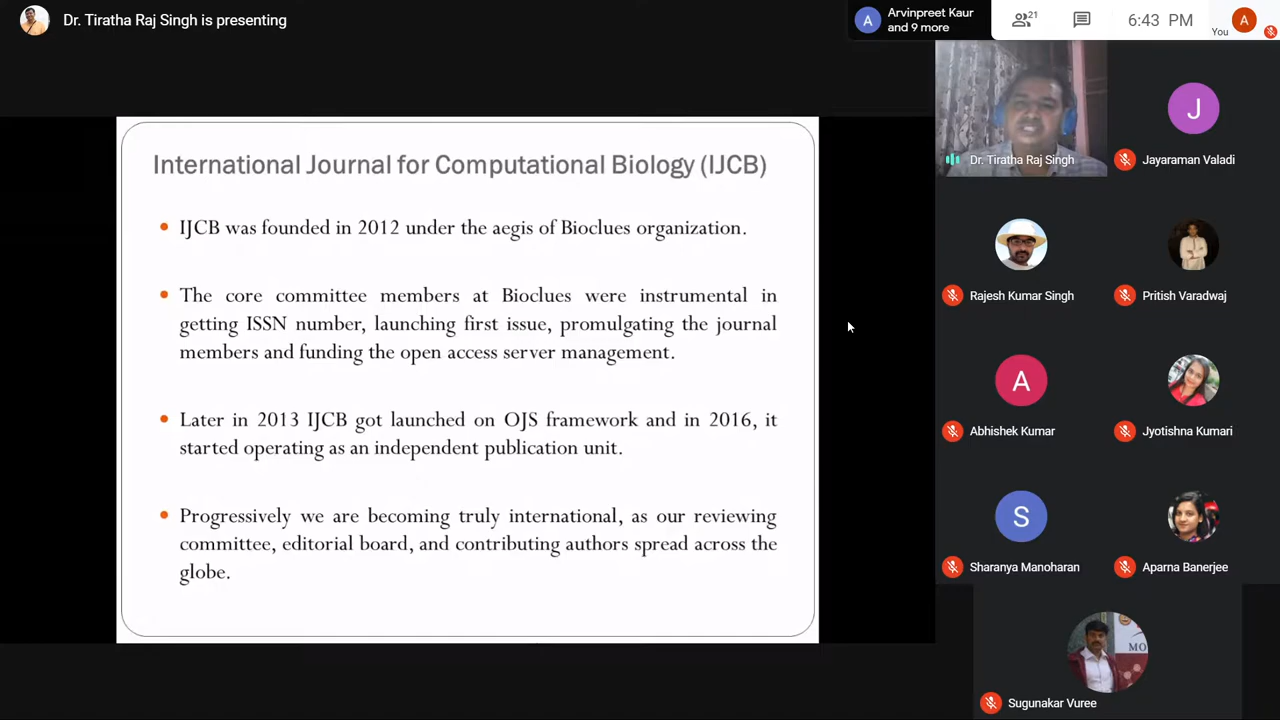 Dr. Tiratha Raj Singh is presenting
A
Arvinpreet Kaur
and 9 more
21
6:43 PM
You
A
International Journal for Computational Biology (IJCB)
• IJCB was founded in 2012 under the aegis of Bioclues organization.
• The core committee members at Bioclues were instrumental in
getting ISSN number, launching first issue, promulgating the journal
members and funding the open access server management.
• Later in 2013 IJCB got launched on OJS framework and in 2016, it
started operating as an independent publication unit.
• Progressively we are becoming truly international, as our reviewing
committee, editorial board, and contributing authors spread across the
globe.
Dr. Tiratha Raj Singh
J
Jayaraman Valadi
Rajesh Kumar Singh
Pritish Varadwaj
A
Abhishek Kumar
Jyotishna Kumari
S
Sharanya Manoharan
Aparna Banerjee
MO
Sugunakar Vuree